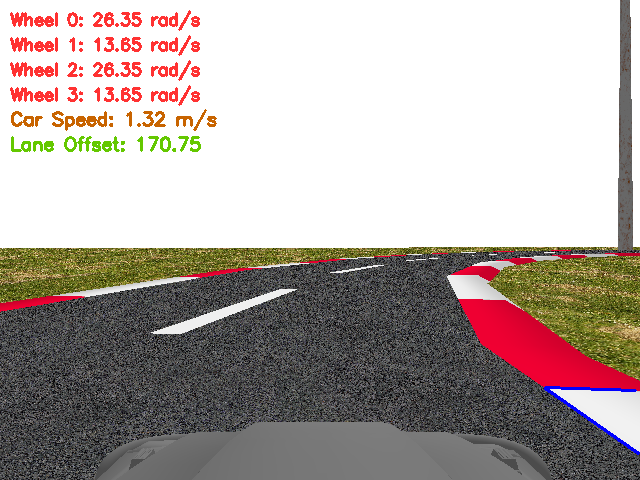 Wheel 0: 26.35 rad/s
Wheel 1: 13.65 rad/s
Wheel 2: 26.35 rad/s
Wheel 3: 13.65 rad/s
Car Speed: 1.32 m/s
Lane Offset: 170.75